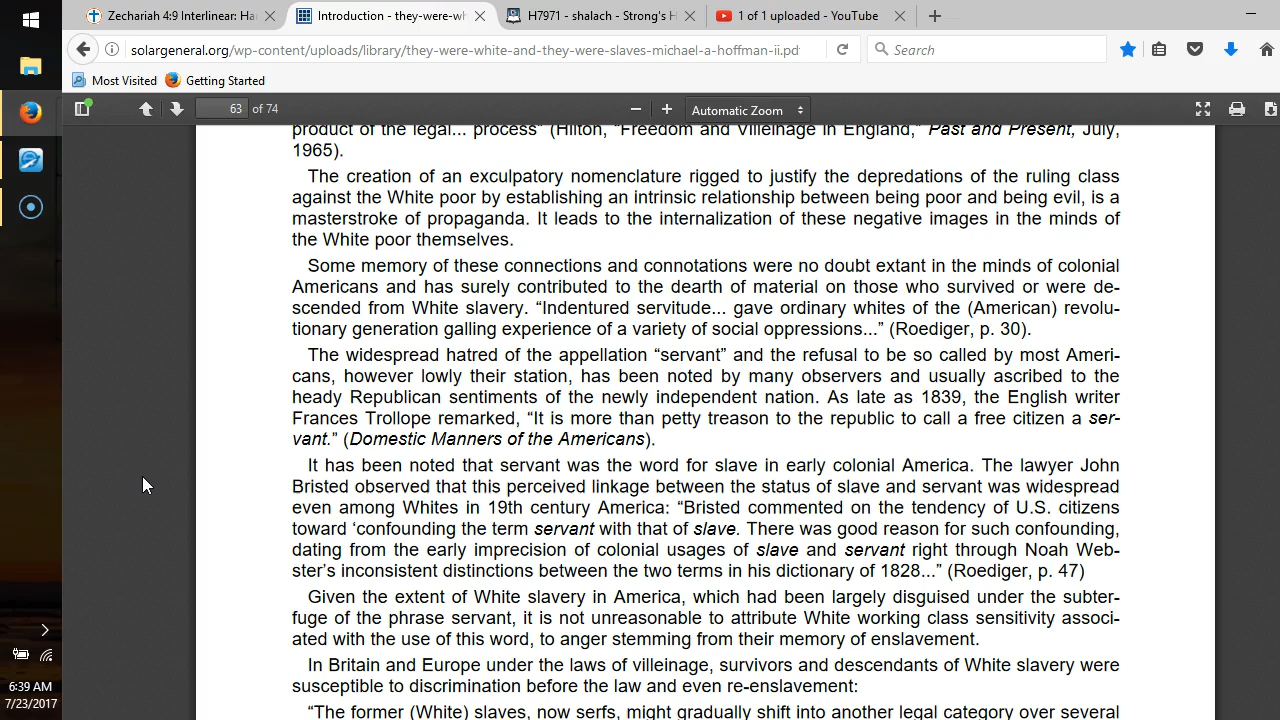 Zechariah 4:9 Interlinear: Ha
Introduction - they-were-wh
H7971 - shalach - Strong's H
1 of 1 uploaded - YouTube
solargeneral.org/wp-content/uploads/library/they-were-white-and-they-were-slaves-michael-a-hoffman-ii.pd
Search
Most Visited
Getting Started
63 of 74
Automatic Zoom
product of the legal... process" (Hilton, "Freedom and Villeinage in England," Past and Present, July,
1965).
The creation of an exculpatory nomenclature rigged to justify the depredations of the ruling class
against the White poor by establishing an intrinsic relationship between being poor and being evil, is a
masterstroke of propaganda. It leads to the internalization of these negative images in the minds of
the White poor themselves.
Some memory of these connections and connotations were no doubt extant in the minds of colonial
Americans and has surely contributed to the dearth of material on those who survived or were de-
scended from White slavery. “Indentured servitude... gave ordinary whites of the (American) revolu-
tionary generation galling experience of a variety of social oppressions...” (Roediger, p. 30).
The widespread hatred of the appellation “servant” and the refusal to be so called by most Ameri-
cans, however lowly their station, has been noted by many observers and usually ascribed to the
heady Republican sentiments of the newly independent nation. As late as 1839, the English writer
Frances Trollope remarked, “It is more than petty treason to the republic to call a free citizen a ser-
vant.” (Domestic Manners of the Americans).
It has been noted that servant was the word for slave in early colonial America. The lawyer John
Bristed observed that this perceived linkage between the status of slave and servant was widespread
even among Whites in 19th century America: “Bristed commented on the tendency of U.S. citizens
toward ‘confounding the term servant with that of slave. There was good reason for such confounding,
dating from the early imprecision of colonial usages of slave and servant right through Noah Web-
ster’s inconsistent distinctions between the two terms in his dictionary of 1828...” (Roediger, p. 47)
Given the extent of White slavery in America, which had been largely disguised under the subter-
fuge of the phrase servant, it is not unreasonable to attribute White working class sensitivity associ-
ated with the use of this word, to anger stemming from their memory of enslavement.
In Britain and Europe under the laws of villeinage, survivors and descendants of White slavery were
susceptible to discrimination before the law and even re-enslavement:
“The former (White) slaves, now serfs, might gradually shift into another legal category over several
6:39 AM
7/23/2017